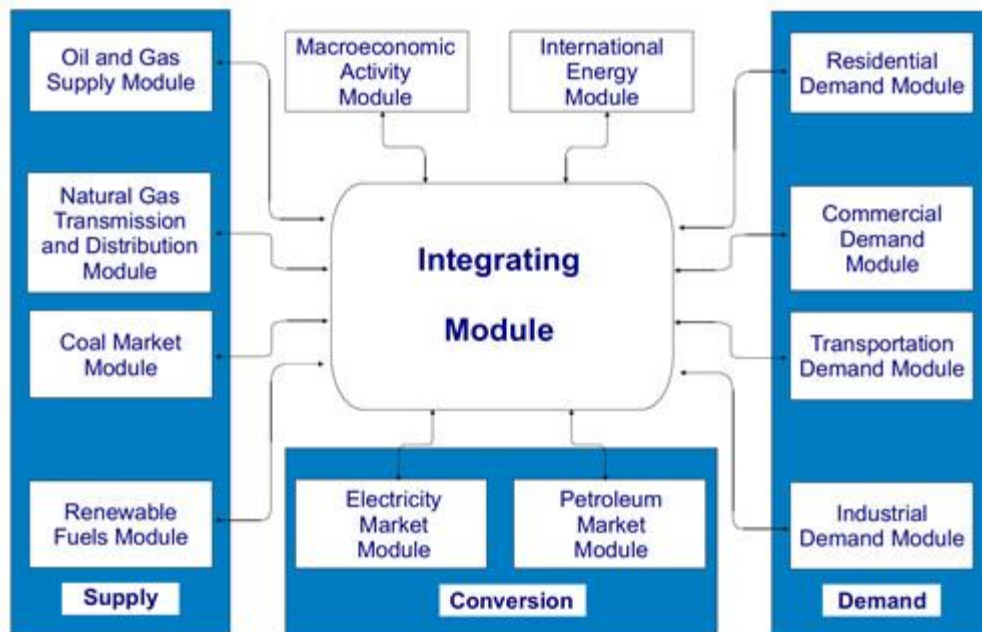 Oil and Gas
Supply Module
Natural Gas
Transmission
and Distribution
Module
Coal Market
Module
Renewable
Fuels Module
Supply
Macroeconomic
Activity
Module
International
Energy
Module
Integrating
Module
Electricity
Market
Module
Petroleum
Market
Module
Conversion
Residential
Demand Module
Commercial
Demand
Module
Transportation
Demand Module
Industrial
Demand Module
Demand